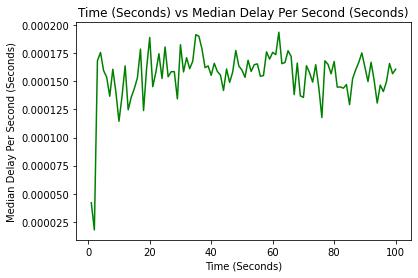 Time (Seconds) vs Median Delay Per Second (Seconds)
Median Delay Per Second (Seconds)
0.000200
0.000175
0.000150
0.000125
0.000100
0.000075
0.000050
0.000025
0 20 40 60 80 100
Time (Seconds)